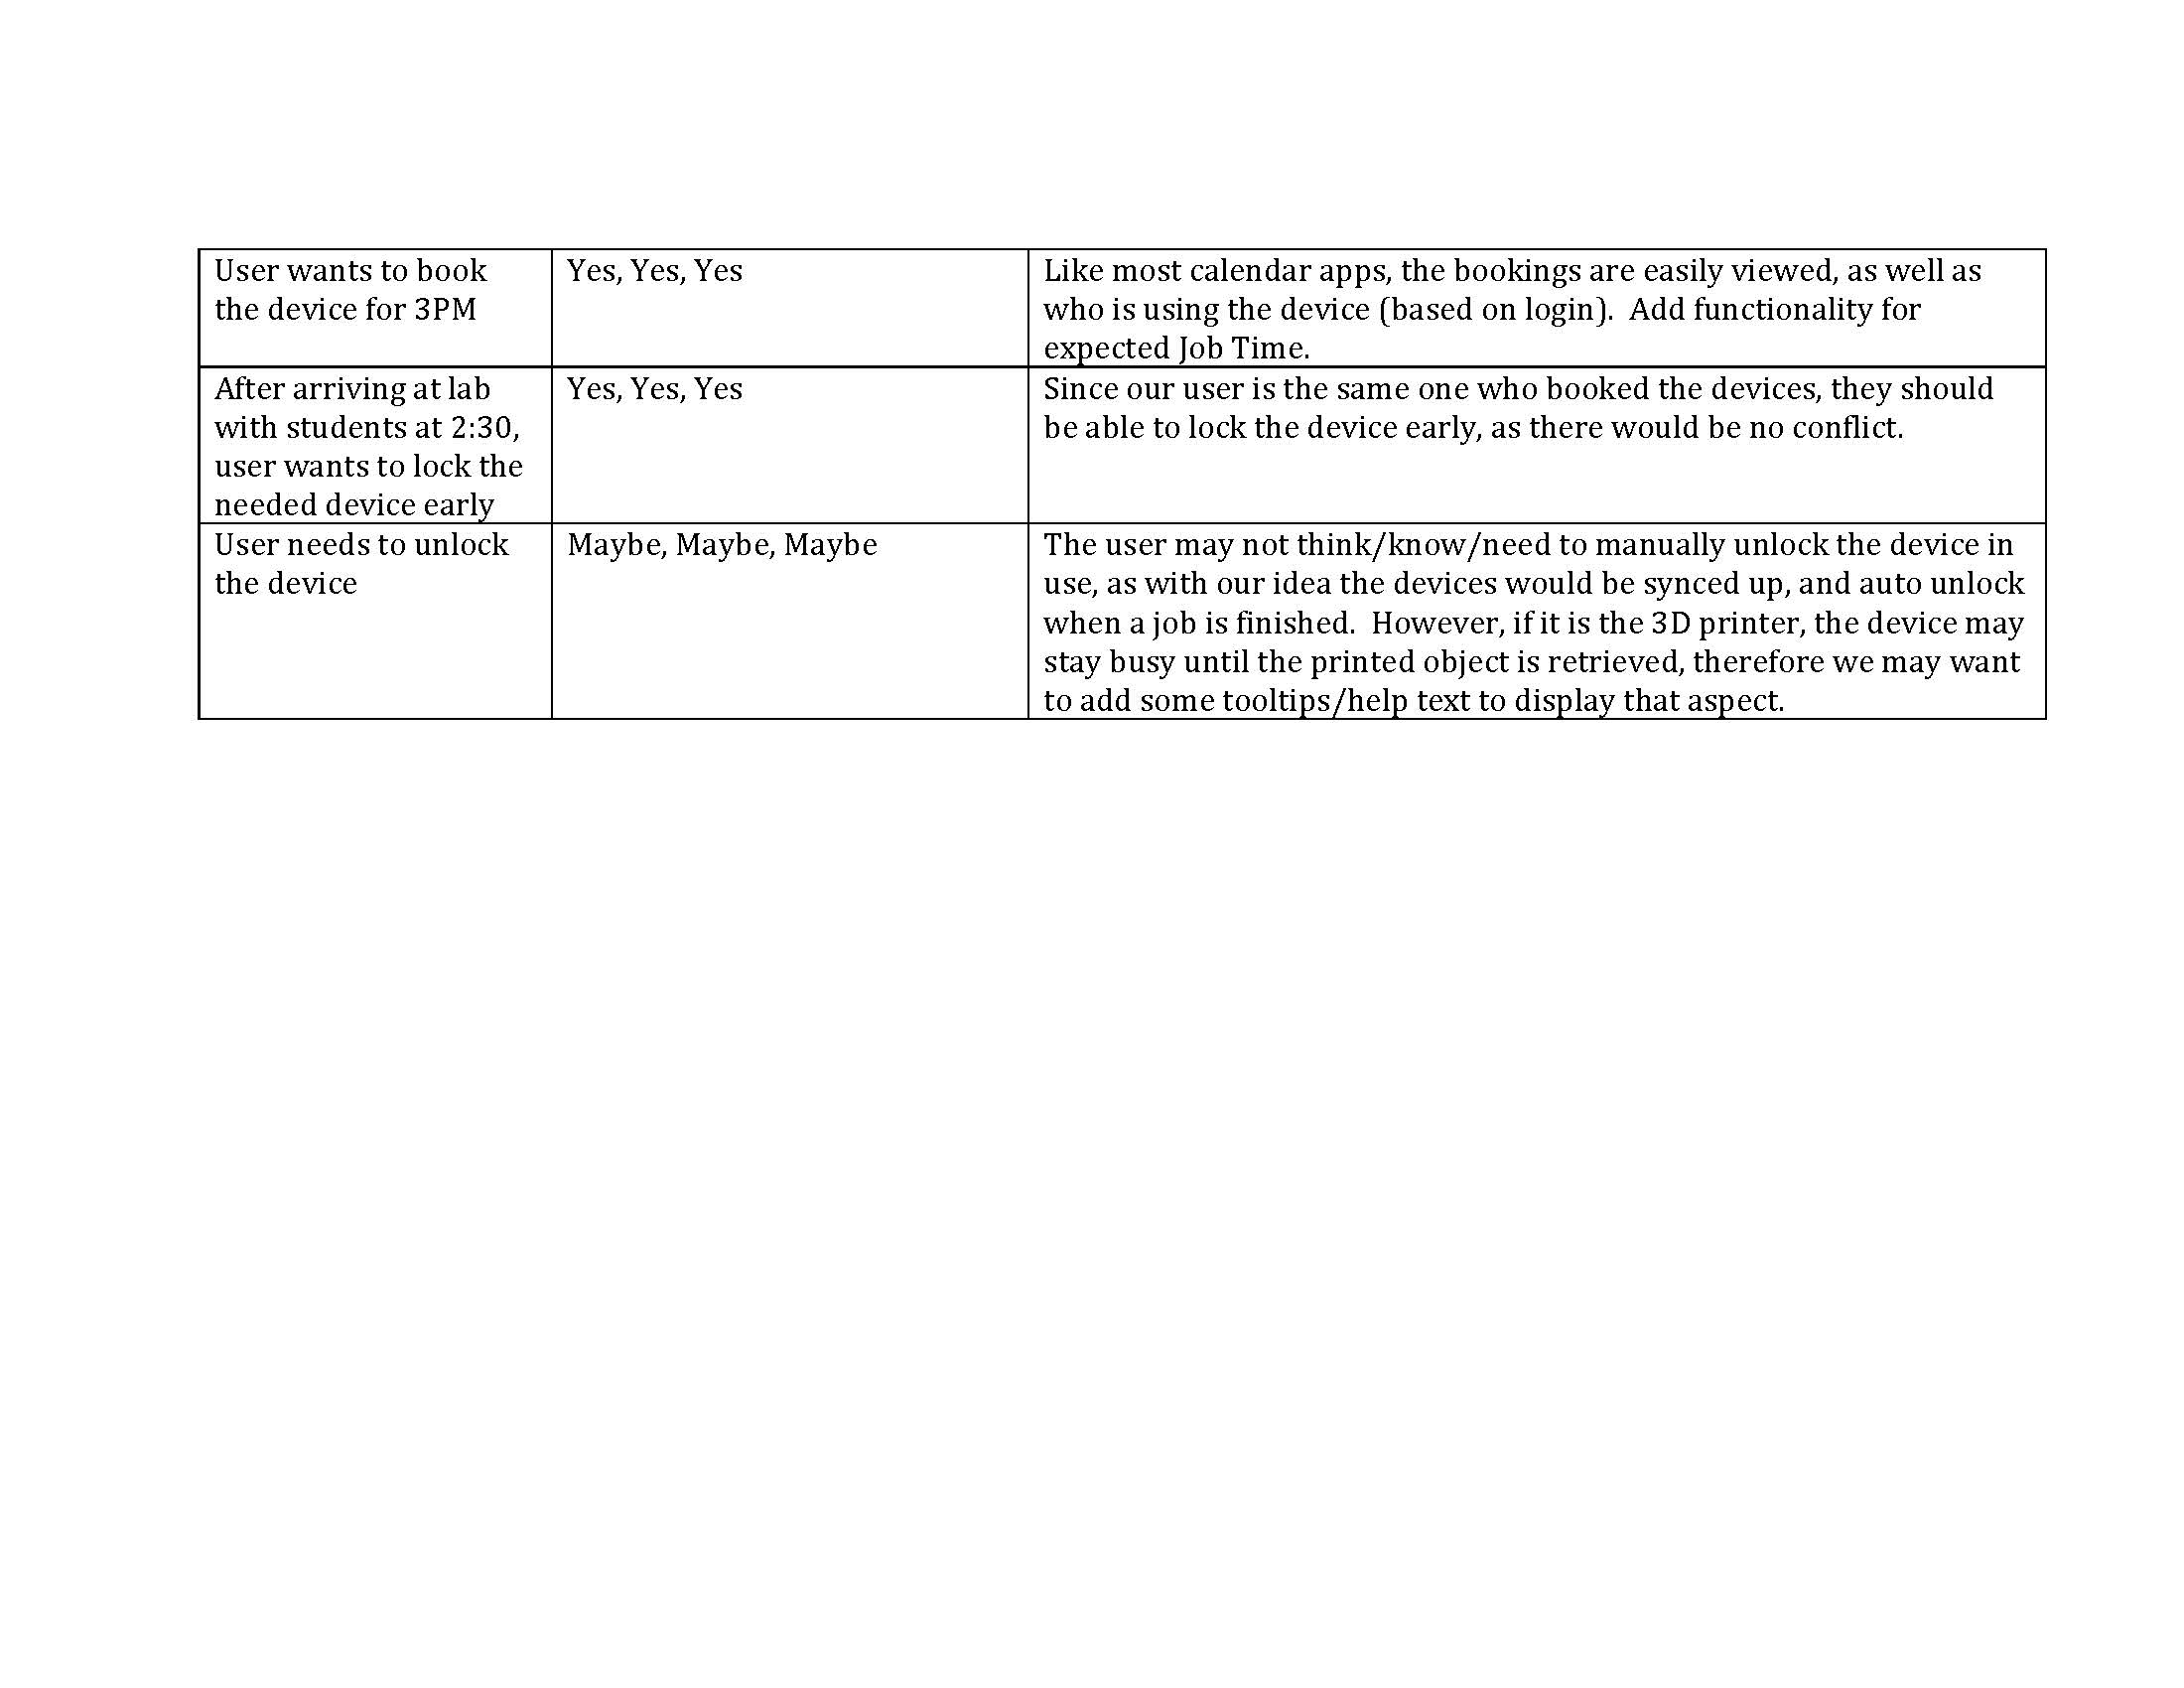 User wants to book
the device for 3PM
Yes, Yes, Yes
Like most calendar apps, the bookings are easily viewed, as well as
who is using the device (based on login).  Add functionality for
expected Job Time.
After arriving at lab
with students at 2:30,
user wants to lock the
needed device early
Yes, Yes, Yes
Since our user is the same one who booked the devices, they should
be able to lock the device early, as there would be no conflict.
User needs to unlock
the device
Maybe, Maybe, Maybe
The user may not think/know/need to manually unlock the device in
use, as with our idea the devices would be synced up, and auto unlock
when a job is finished.  However, if it is the 3D printer, the device may
stay busy until the printed object is retrieved, therefore we may want
to add some tooltips/help text to display that aspect.